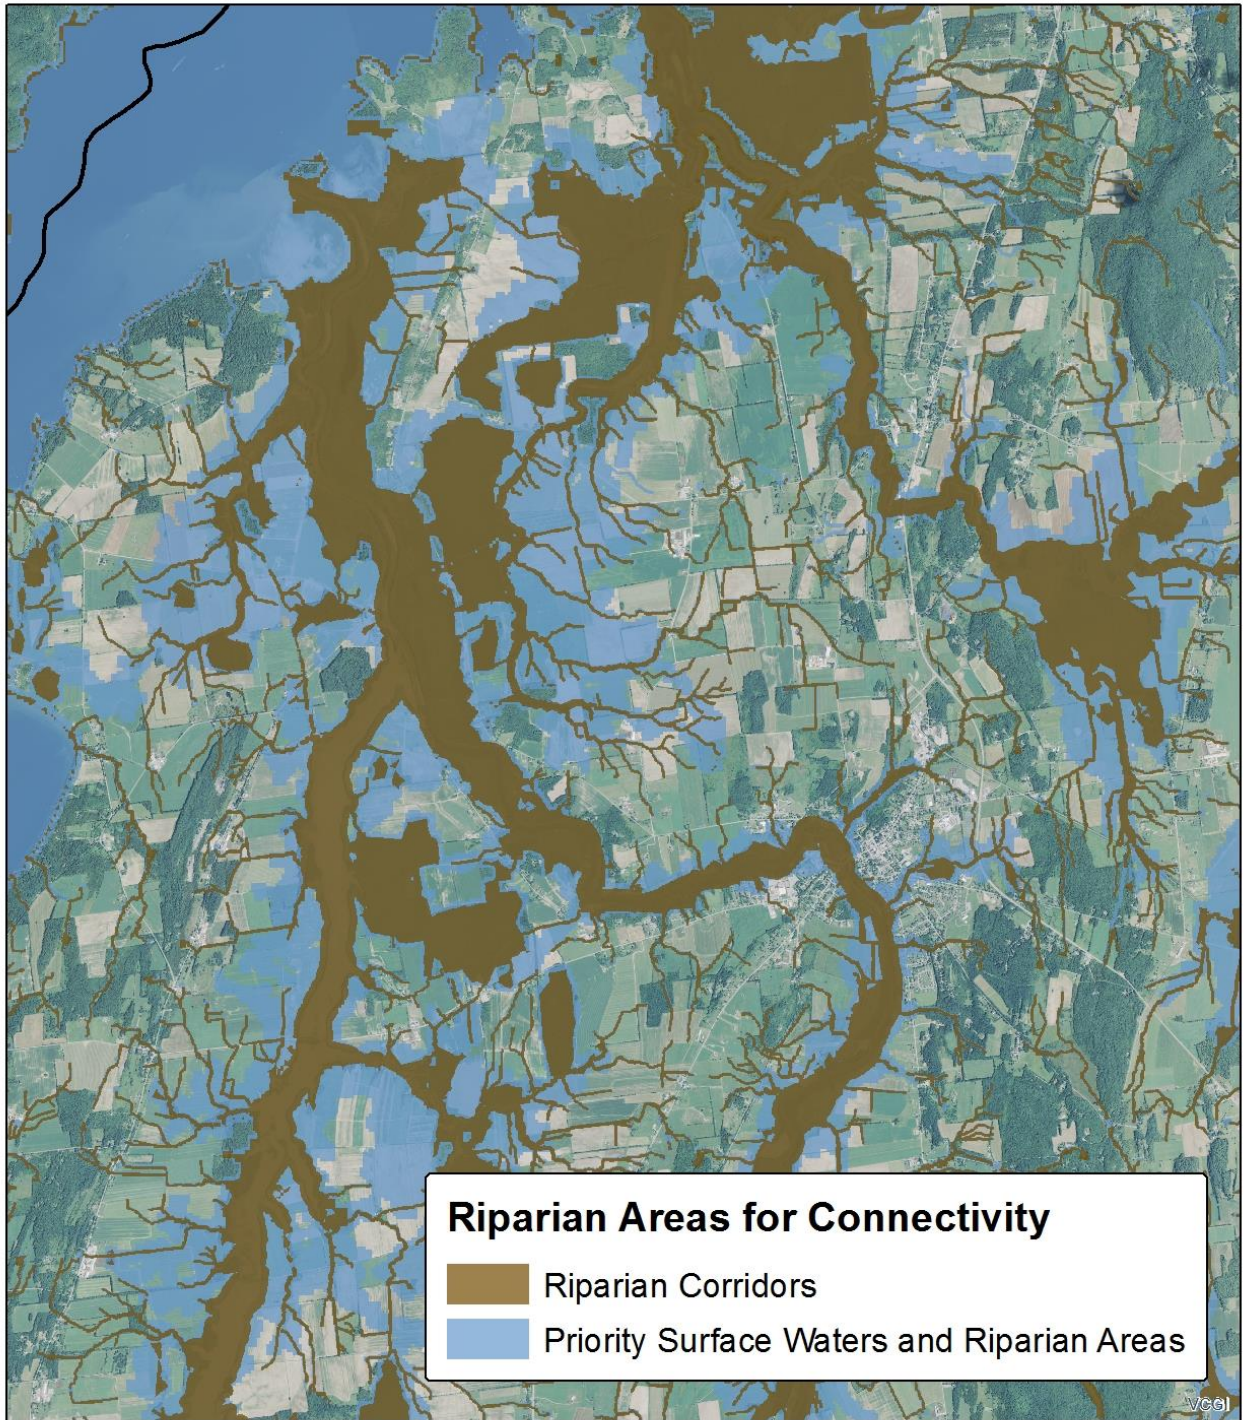 Riparian Areas for Connectivity
Riparian Corridors
Priority Surface Waters and Riparian Areas
VCGI